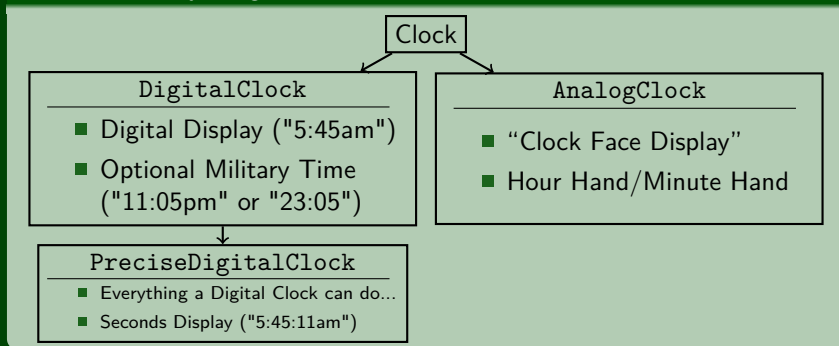 Clock
DigitalClock
Digital Display ("5:45am")
Optional Military Time
("11:05pm" or "23:05")
AnalogClock
“Clock Face Display”
Hour Hand/Minute Hand
PreciseDigitalClock
Everything a Digital Clock can do...
Seconds Display ("5:45:11am")